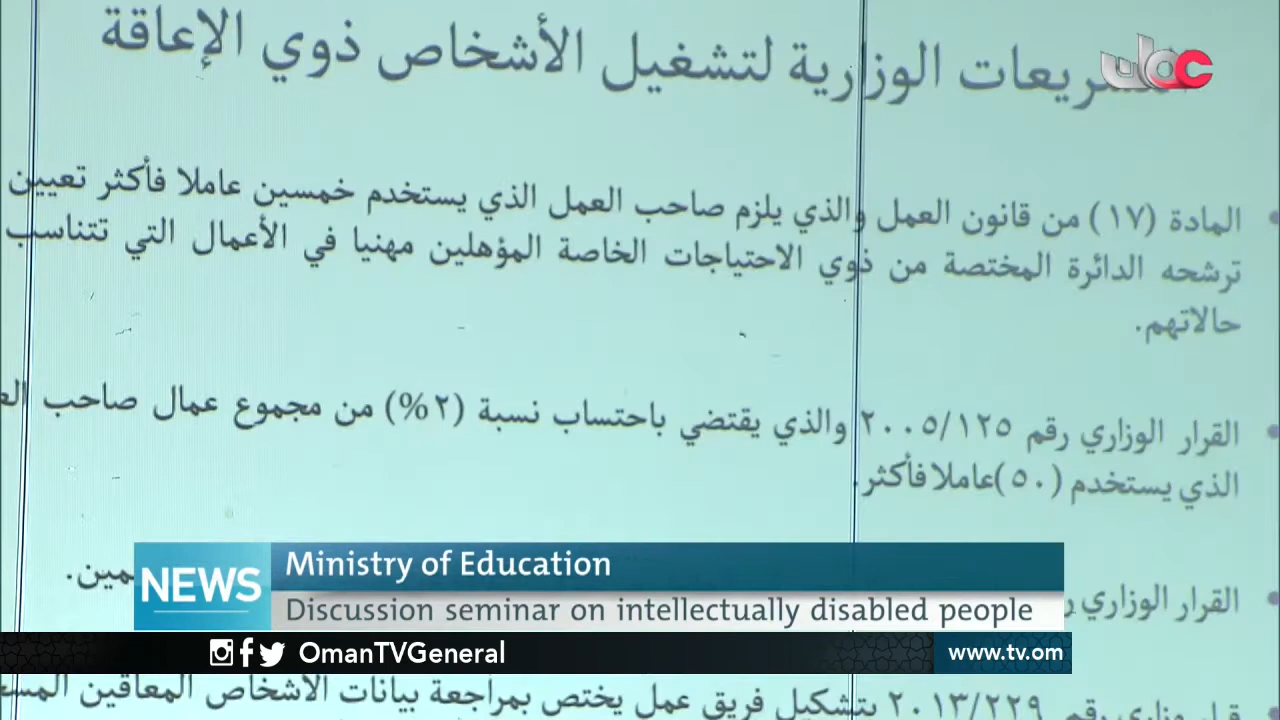 التشريعات الوزارية لتشغيل الأشخاص ذوي الإعاقة
عمان
المادة (١٧) من قانون العمل والذي يلزم صاحب العمل الذي يستخدم خمسين عاملا فأكثر تعيين
ترشحه الدائرة المختصة من ذوي الاحتياجات الخاصة المؤهلين مهنيا في الأعمال التي تتناسب
حالاتهم.
القرار الوزاري رقم ٢٠٠٥/١٢٥ والذي يقتضي باحتساب نسبة (٢%) من مجموع عمال صاحب
الذي يستخدم (٥٠)عاملا فأكثر.
القرار الوزاري
NEWS
Ministry of Education
Discussion seminar on intellectually disabled people
OmanTVGeneral
www.tv.om
قرار وزاري رقم ٢٠١٣/٢٢٩ بتشكيل فريق عمل يختص بمراجعة بيانات الأشخاص المعاقين